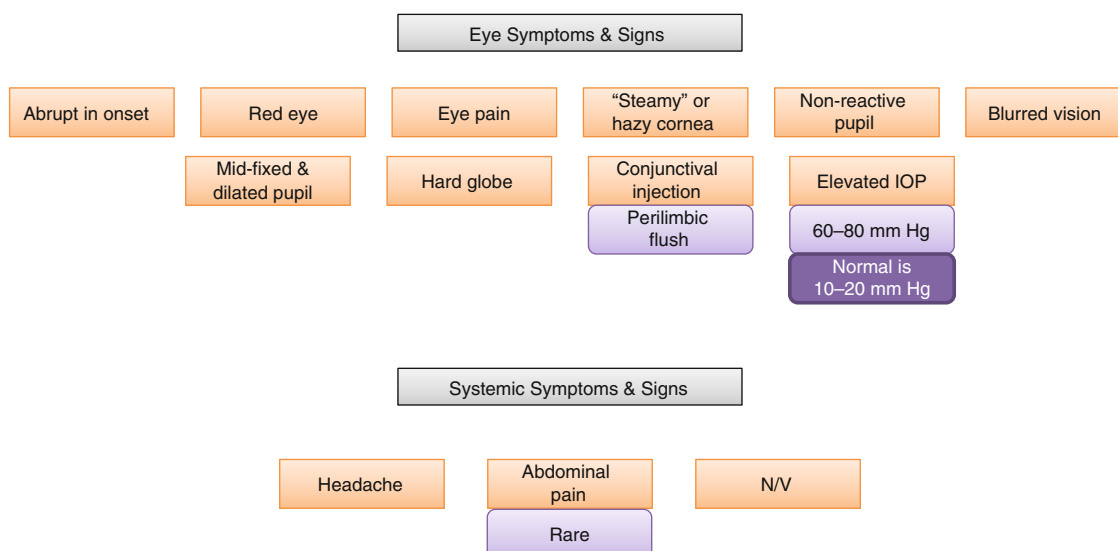 Eye Symptoms & Signs
Abrupt in onset
Red eye
Eye pain
“Steamy” or
hazy cornea
Non-reactive
pupil
Blurred vision
Mid-fixed &
dilated pupil
Hard globe
Conjunctival
injection
Perilimbic
flush
Elevated IOP
60–80 mm Hg
Normal is
10–20 mm Hg
Systemic Symptoms & Signs
Headache
Abdominal
pain
Rare
N/V